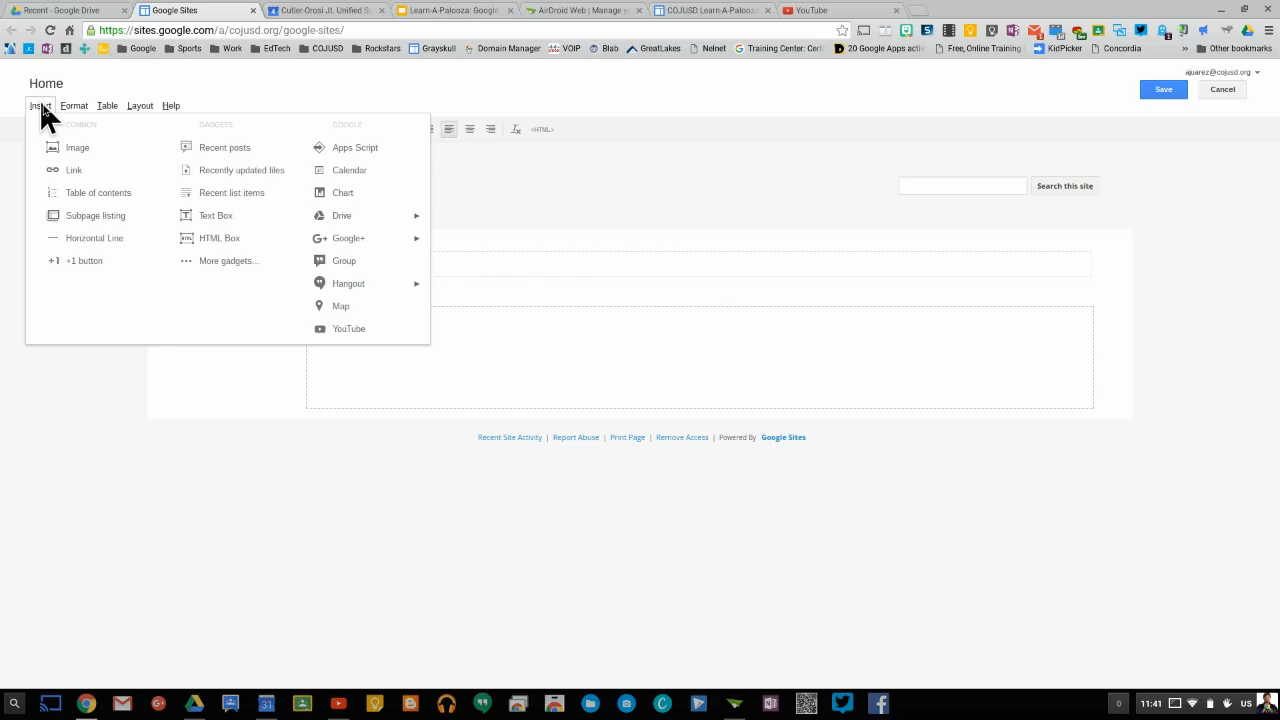 Recent - Google Drive
Google Sites
Cutler-Orosi Jt. Unified S
Learn-A-Palooza: Google
AirDroid Web | Manage yo
COJUSD Learn-A-Palooza
YouTube
https://sites.google.com/a/cojusd.org/google-sites/
Google
Sports
Work
EdTech
COJUSD
Rockstars
Grayskull
Domain Manager
VOIP
Blab
GreatLakes
Nelnet
Training Center: Cert
20 Google Apps activi
Free, Online Training
KidPicker
Concordia
»
Other bookmarks
ajuarez@cojusd.org
Home
Save
Cancel
Insert
Format
Table
Layout
Help
COMMON
GADGETS
GOOGLE
<HTML>
Image
Recent posts
Apps Script
Link
Recently updated files
Calendar
Table of contents
Recent list items
Chart
Search this site
Subpage listing
Text Box
Drive
Horizontal Line
HTML Box
Google+
+1 button
More gadgets...
Group
Hangout
Map
YouTube
Recent Site Activity | Report Abuse | Print Page | Remove Access | Powered By Google Sites
0
11:41
US